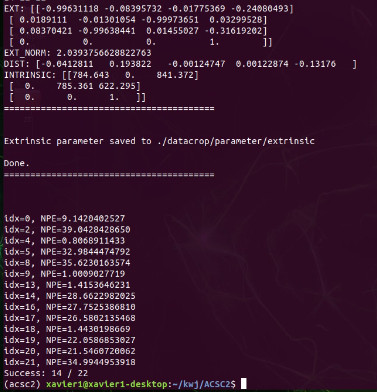 EXT: [[-0.99631118 -0.08395732 -0.01775369 -0.24080493]
[ 0.0189111 -0.01301054 -0.99973651 0.03299528]
[ 0.08370421 -0.99638441 0.01455027 -0.31619202]
[ 0. 0. 0. 1. ]]
EXT_NORM: 2.0393756628822763
DIST: [-0.0412811 0.193822 -0.00124747 0.00122874 -0.13176 ]
INTRINSIC: [[784.643 0. 841.372]
[ 0. 785.361 622.295]
[ 0. 0. 1. ]]
========================================
Extrinsic parameter saved to ./datacrop/parameter/extrinsic
Done.
========================================
idx=0, NPE=9.1420402527
idx=2, NPE=39.0428428650
idx=4, NPE=0.8068911433
idx=5, NPE=32.9844474792
idx=8, NPE=35.6230163574
idx=9, NPE=1.0009027719
idx=13, NPE=1.4153646231
idx=14, NPE=28.6622982025
idx=16, NPE=27.7525386810
idx=17, NPE=26.5802135468
idx=18, NPE=1.4430198669
idx=19, NPE=22.0586853027
idx=20, NPE=21.5460720062
idx=21, NPE=34.9944953918
Success: 14 / 22
(acsc2) xavier1@xavier1-desktop:~/kwj/ACSC2$